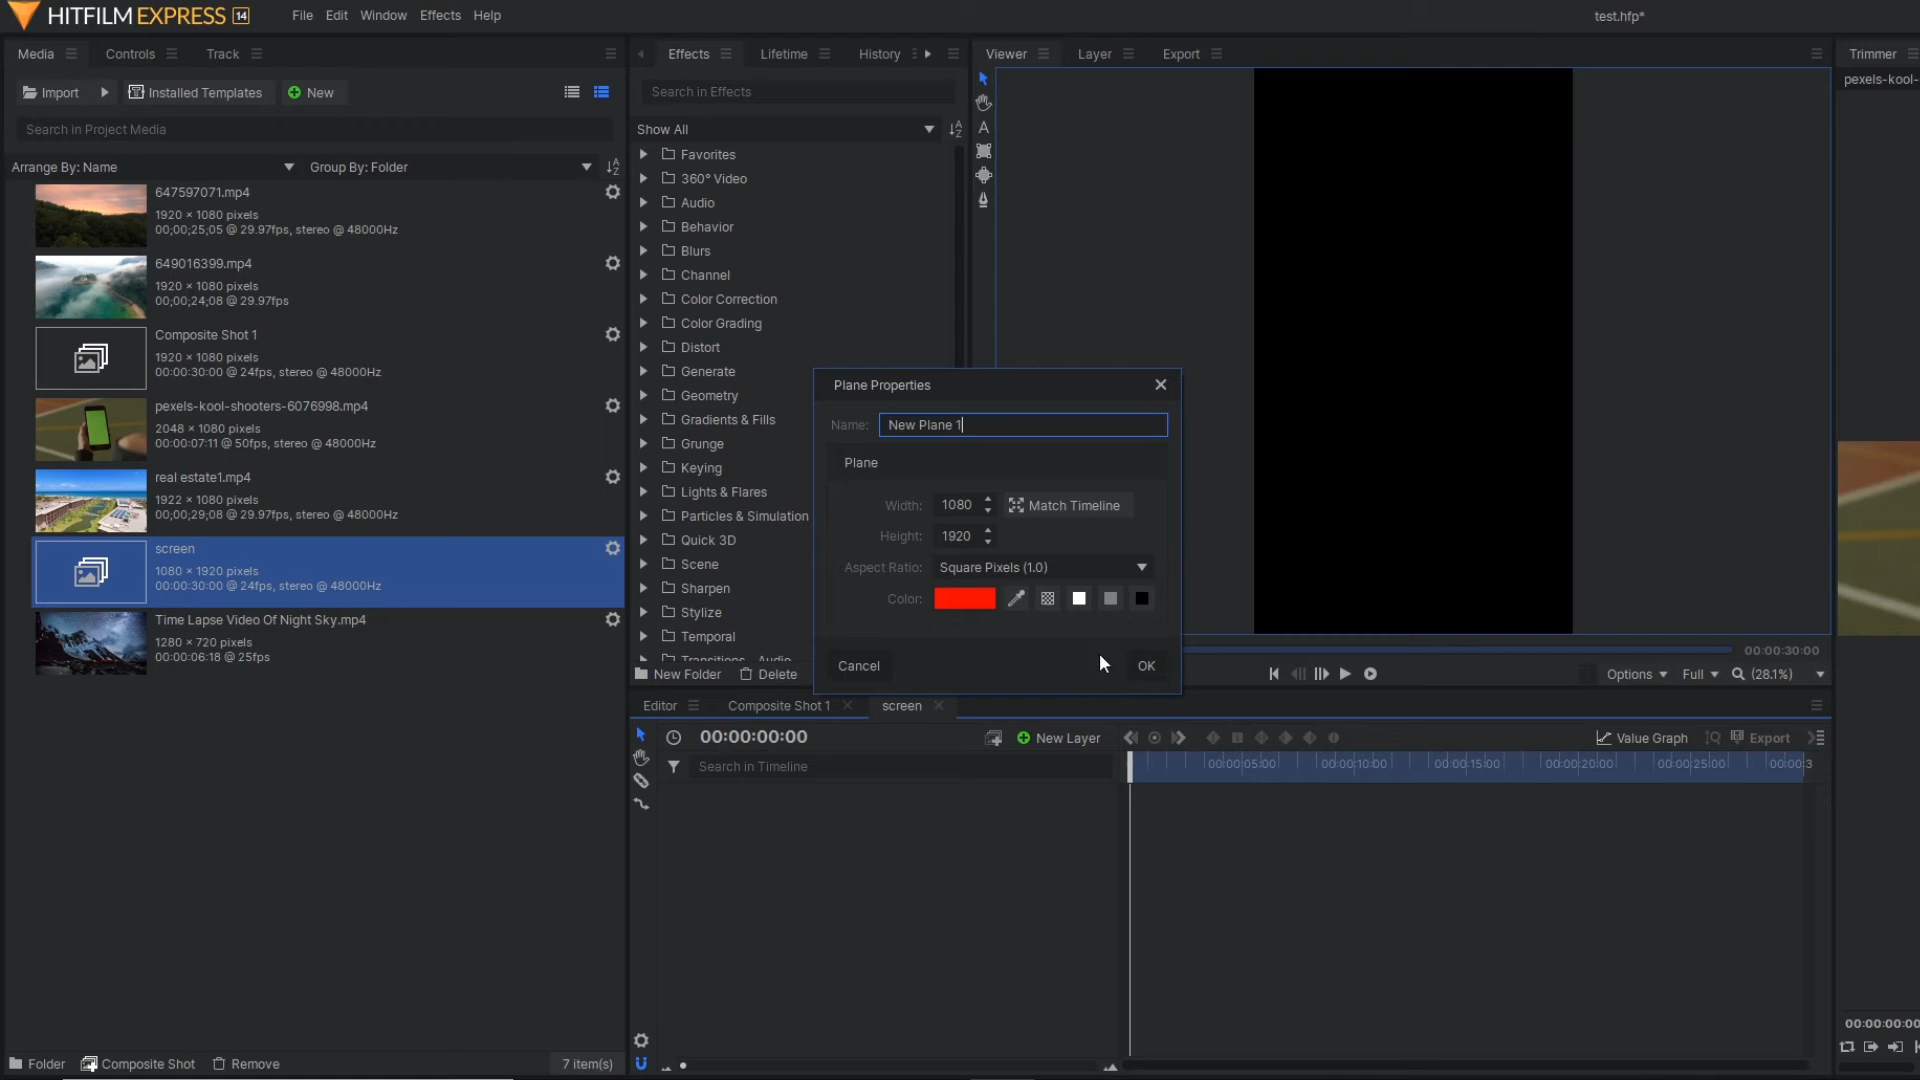 HITFILM EXPRESS 14
File Edit Window Effects Help
test.hfp*
Media Controls Track
Import Installed Templates New
Search in Project Media
Arrange By: Name Group By: Folder
647597071.mp4
1920 × 1080 pixels
00;00;25;05 @ 29.97fps, stereo @ 48000Hz
649016399.mp4
1920 × 1080 pixels
00;00;24;08 @ 29.97fps
Composite Shot 1
1920 × 1080 pixels
00:00:30:00 @ 24fps, stereo @ 48000Hz
pexels-kool-shooters-6076998.mp4
2048 × 1080 pixels
00:00:07:11 @ 50fps, stereo @ 48000Hz
real estate1.mp4
1922 × 1080 pixels
00;00;29;08 @ 29.97fps, stereo @ 48000Hz
screen
1080 × 1920 pixels
00:00:30:00 @ 24fps, stereo @ 48000Hz
Time Lapse Video Of Night Sky.mp4
1280 × 720 pixels
00:00:06:18 @ 25fps
Folder Composite Shot Remove 7 item(s)
Effects Lifetime History
Search in Effects
Show All
Favorites
360° Video
Audio
Behavior
Blurs
Channel
Color Correction
Color Grading
Distort
Generate
Geometry
Gradients & Fills
Grunge
Keying
Lights & Flares
Particles & Simulation
Quick 3D
Scene
Sharpen
Stylize
Temporal
Transitions - Audio
New Folder Delete
Viewer Layer Export
A
Plane Properties
Name: New Plane 1
Plane
Width: 1080 Match Timeline
Height: 1920
Aspect Ratio: Square Pixels (1.0)
Color:
Cancel OK
00:00:30:00
Options Full (28.1%)
Trimmer
pexels-kool-
00:00:00:00
Editor Composite Shot 1 screen
00:00:00:00 New Layer Value Graph Export
Search in Timeline
00:00:05:00 00:00:10:00 00:00:15:00 00:00:20:00 00:00:25:00 00:00:3